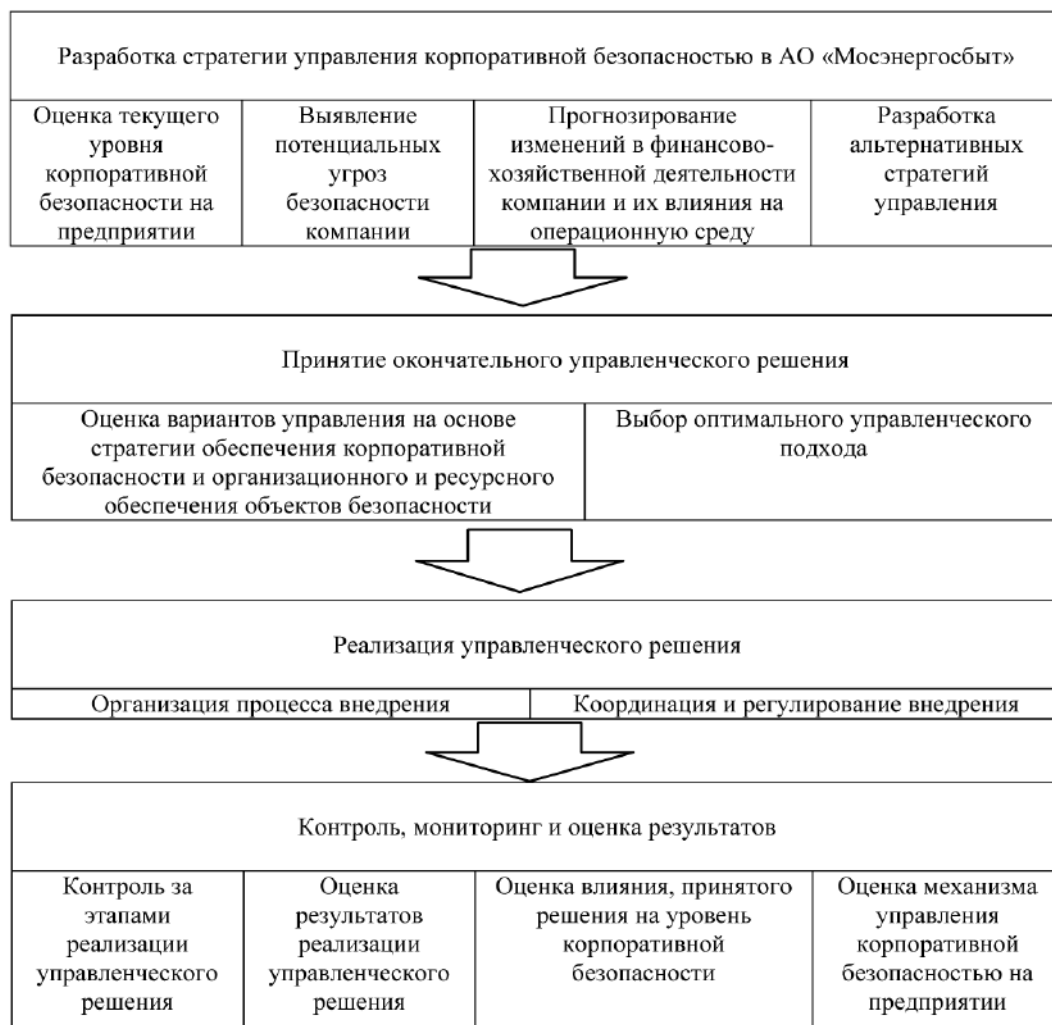 Разработка стратегии управления корпоративной безопасностью в АО «Мосэнергосбыт»
Оценка текущего
уровня
корпоративной
безопасности на
предприятии
Выявление
потенциальных
угроз
безопасности
компании
Прогнозирование
изменений в финансово-
хозяйственной деятельности
компании и их влияния на
операционную среду
Разработка
альтернативных
стратегий
управления
Принятие окончательного управленческого решения
Оценка вариантов управления на основе
стратегии обеспечения корпоративной
безопасности и организационного и ресурсного
обеспечения объектов безопасности
Выбор оптимального управленческого
подхода
Реализация управленческого решения
Организация процесса внедрения
Координация и регулирование внедрения
Контроль, мониторинг и оценка результатов
Контроль за
этапами
реализации
управленческого
решения
Оценка
результатов
реализации
управленческого
решения
Оценка влияния, принятого
решения на уровень
корпоративной
безопасности
Оценка механизма
управления
корпоративной
безопасностью на
предприятии